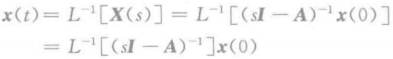 x(t) = L⁻¹[X(s)] = L⁻¹[(sI − A)⁻¹x(0)]
= L⁻¹[(sI − A)⁻¹]x(0)